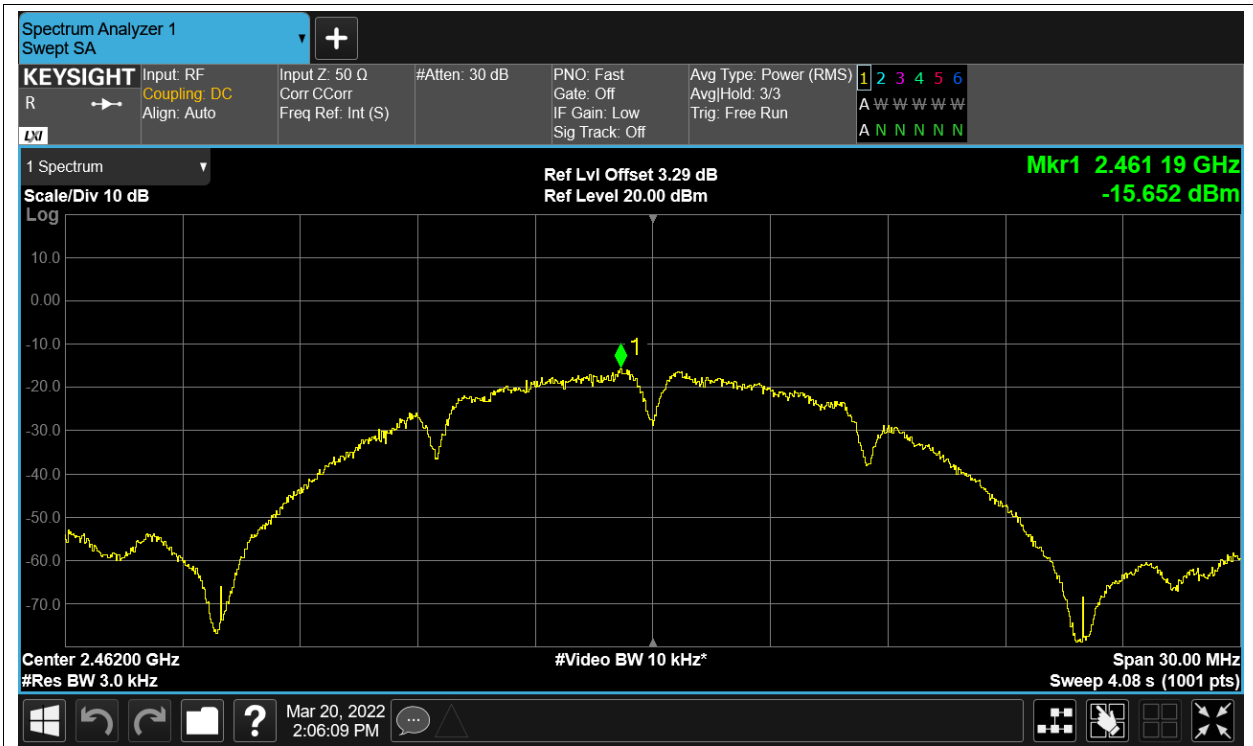 Spectrum Analyzer 1
Swept SA
KEYSIGHT
R
LXI
Input: RF
Coupling: DC
Align: Auto
Input Z: 50 Ω
Corr CCorr
Freq Ref: Int (S)
#Atten: 30 dB
PNO: Fast
Gate: Off
IF Gain: Low
Sig Track: Off
Avg Type: Power (RMS)
Avg|Hold: 3/3
Trig: Free Run
1 2 3 4 5 6
A W W W W W
A N N N N N
1 Spectrum
Scale/Div 10 dB
Ref Lvl Offset 3.29 dB
Ref Level 20.00 dBm
Mkr1 2.461 19 GHz
-15.652 dBm
Log
10.0
0.00
-10.0
1
-20.0
-30.0
-40.0
-50.0
-60.0
-70.0
Center 2.46200 GHz
#Video BW 10 kHz*
Span 30.00 MHz
#Res BW 3.0 kHz
Sweep 4.08 s (1001 pts)
?
Mar 20, 2022
2:06:09 PM